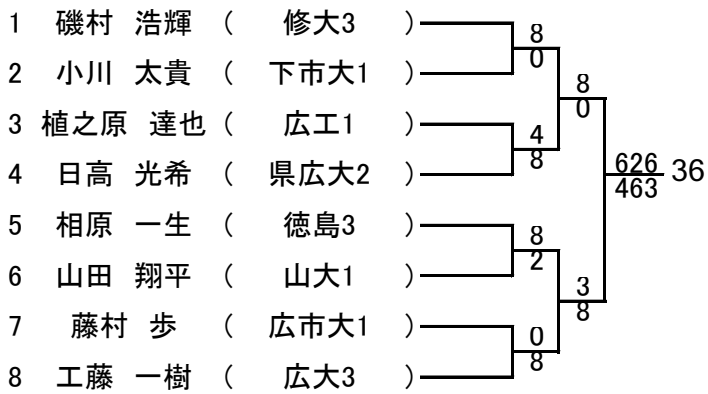 1 磯村 浩輝 ( 修大3 )
8
0
2 小川 太貴 ( 下市大1 )
8
0
3 植之原 達也 ( 広工1 )
4
8
4 日高 光希 ( 県広大2 )
626
463
36
5 相原 一生 ( 徳島3 )
8
2
6 山田 翔平 ( 山大1 )
3
8
7 藤村 歩 ( 広市大1 )
0
8
8 工藤 一樹 ( 広大3 )